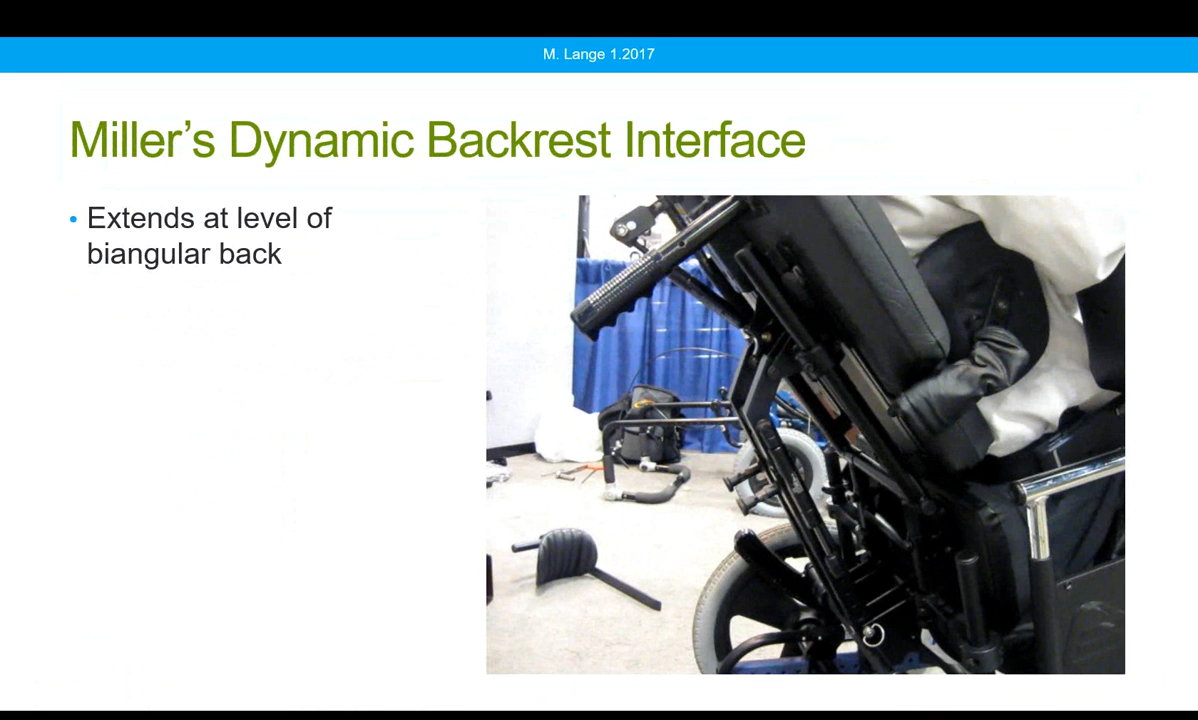 M. Lange 1.2017
Miller’s Dynamic Backrest Interface
• Extends at level of
biangular back